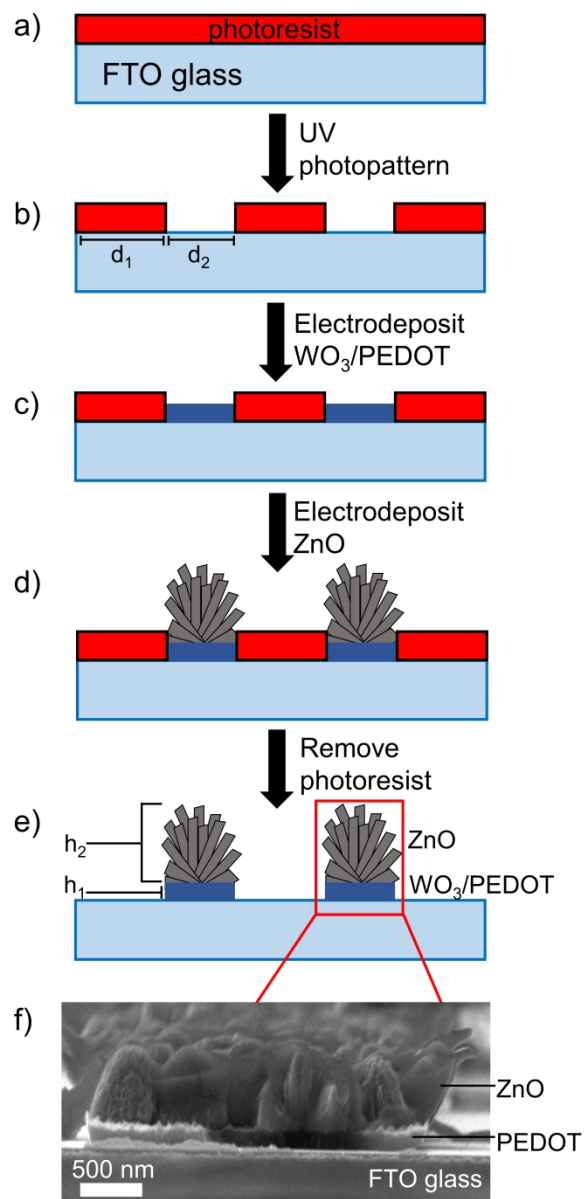 a)
photoresist
FTO glass
UV
photopattern
b)
d₁
d₂
Electrodeposit
WO₃/PEDOT
c)
Electrodeposit
ZnO
d)
Remove
photoresist
e)
h₂
ZnO
h₁
WO₃/PEDOT
f)
ZnO
PEDOT
500 nm
FTO glass